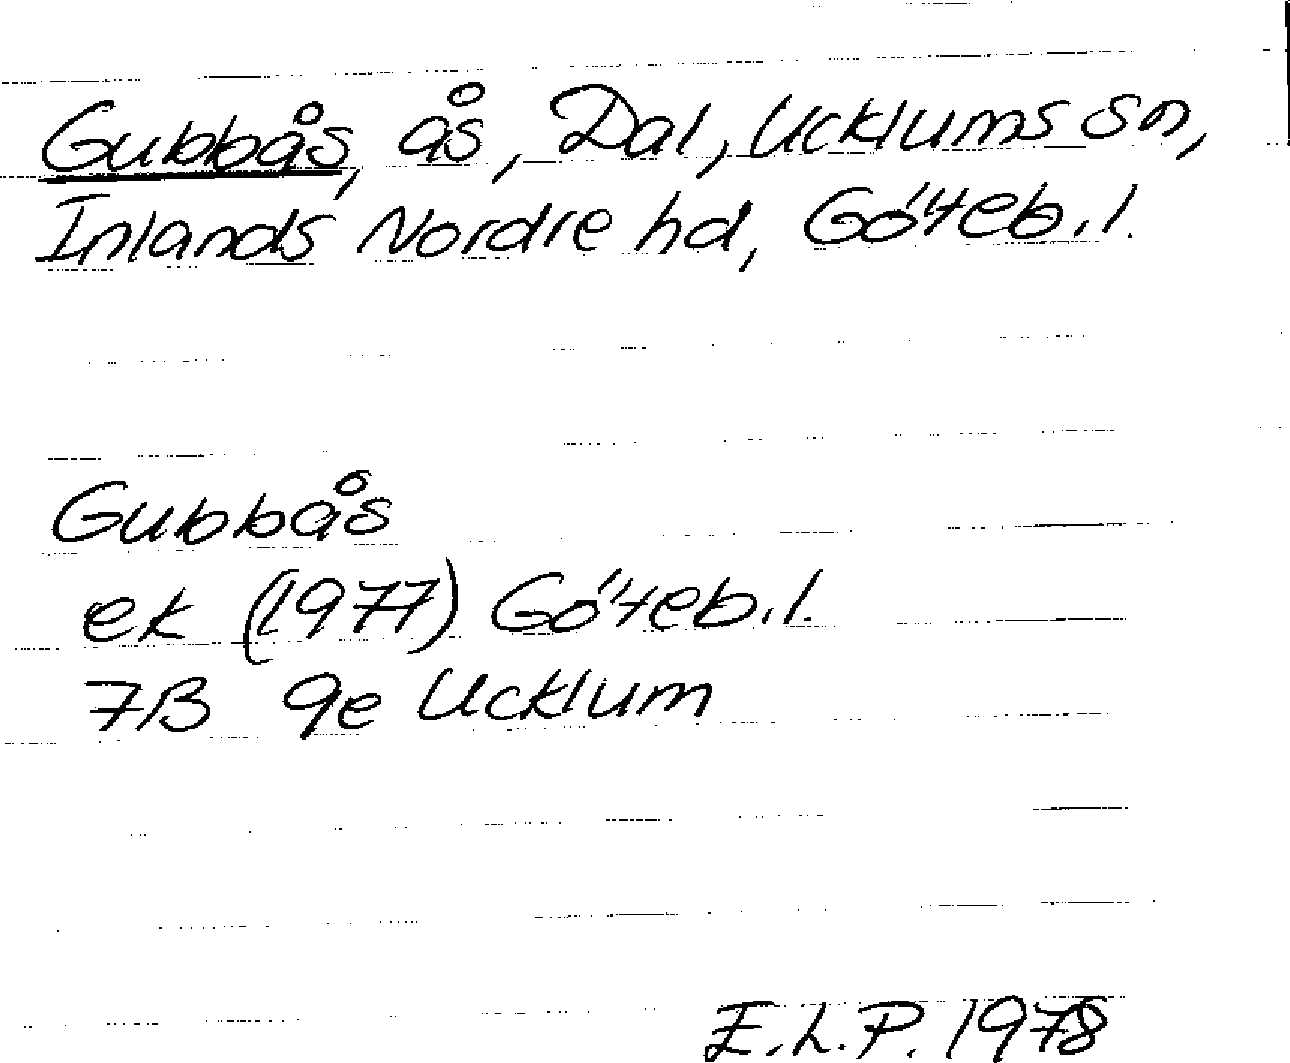 Gubbås, ås, Dal, Ucklums sn,
Inlands Nordre hd, Göteb.l.
Gubbås
ek (1977) Göteb.l.
7B 9e Ucklum
E.L.P. 1978